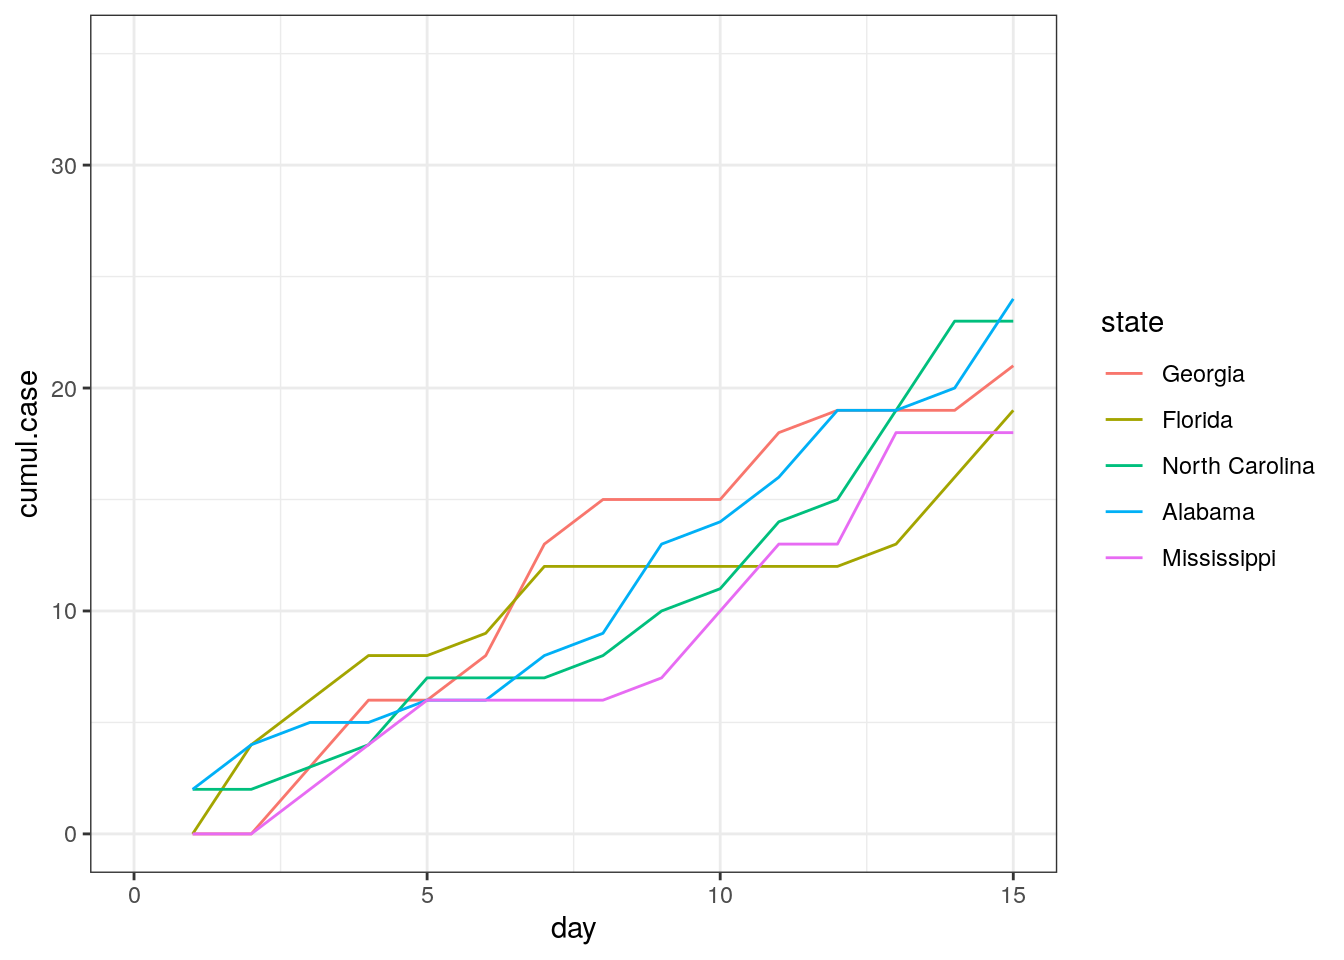 30
20
10
0
cumul.case
0 5 10 15
day
state
Georgia
Florida
North Carolina
Alabama
Mississippi